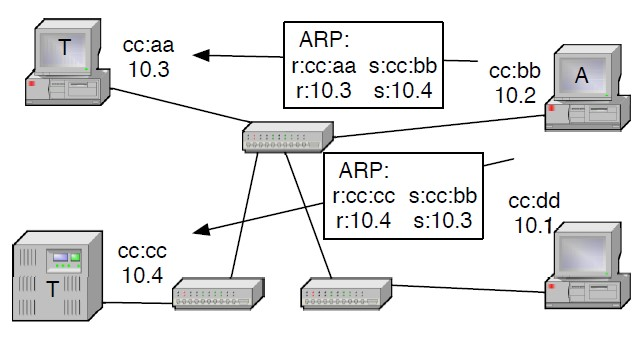 T
cc:aa
10.3
ARP:
r:cc:aa s:cc:bb
r:10.3 s:10.4
cc:bb
10.2
A
ARP:
r:cc:cc s:cc:bb
r:10.4 s:10.3
cc:dd
10.1
cc:cc
10.4
T